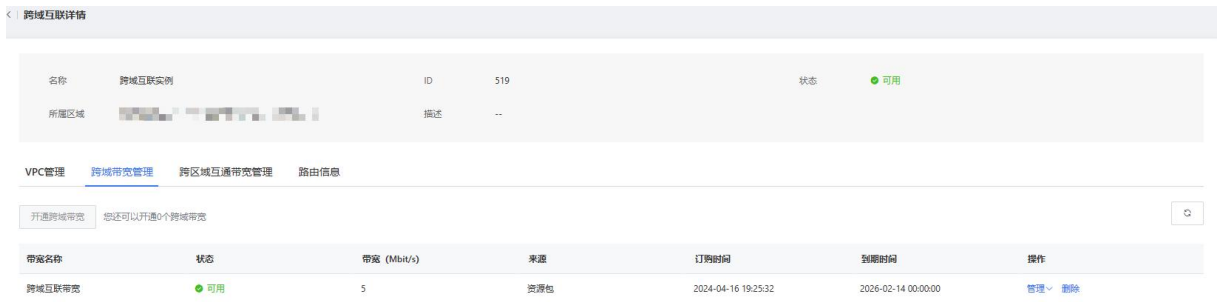 跨域互联详情
名称 跨域互联实例 ID 519 状态 可用
所属区域 描述 --
VPC管理 跨域带宽管理 跨区域互通带宽管理 路由信息
开通跨域带宽 您还可以开通0个跨域带宽
带宽名称 状态 带宽 (Mbit/s) 来源 订购时间 到期时间 操作
跨域互联带宽 可用 5 资源包 2024-04-16 19:25:32 2026-02-14 00:00:00 管理 删除